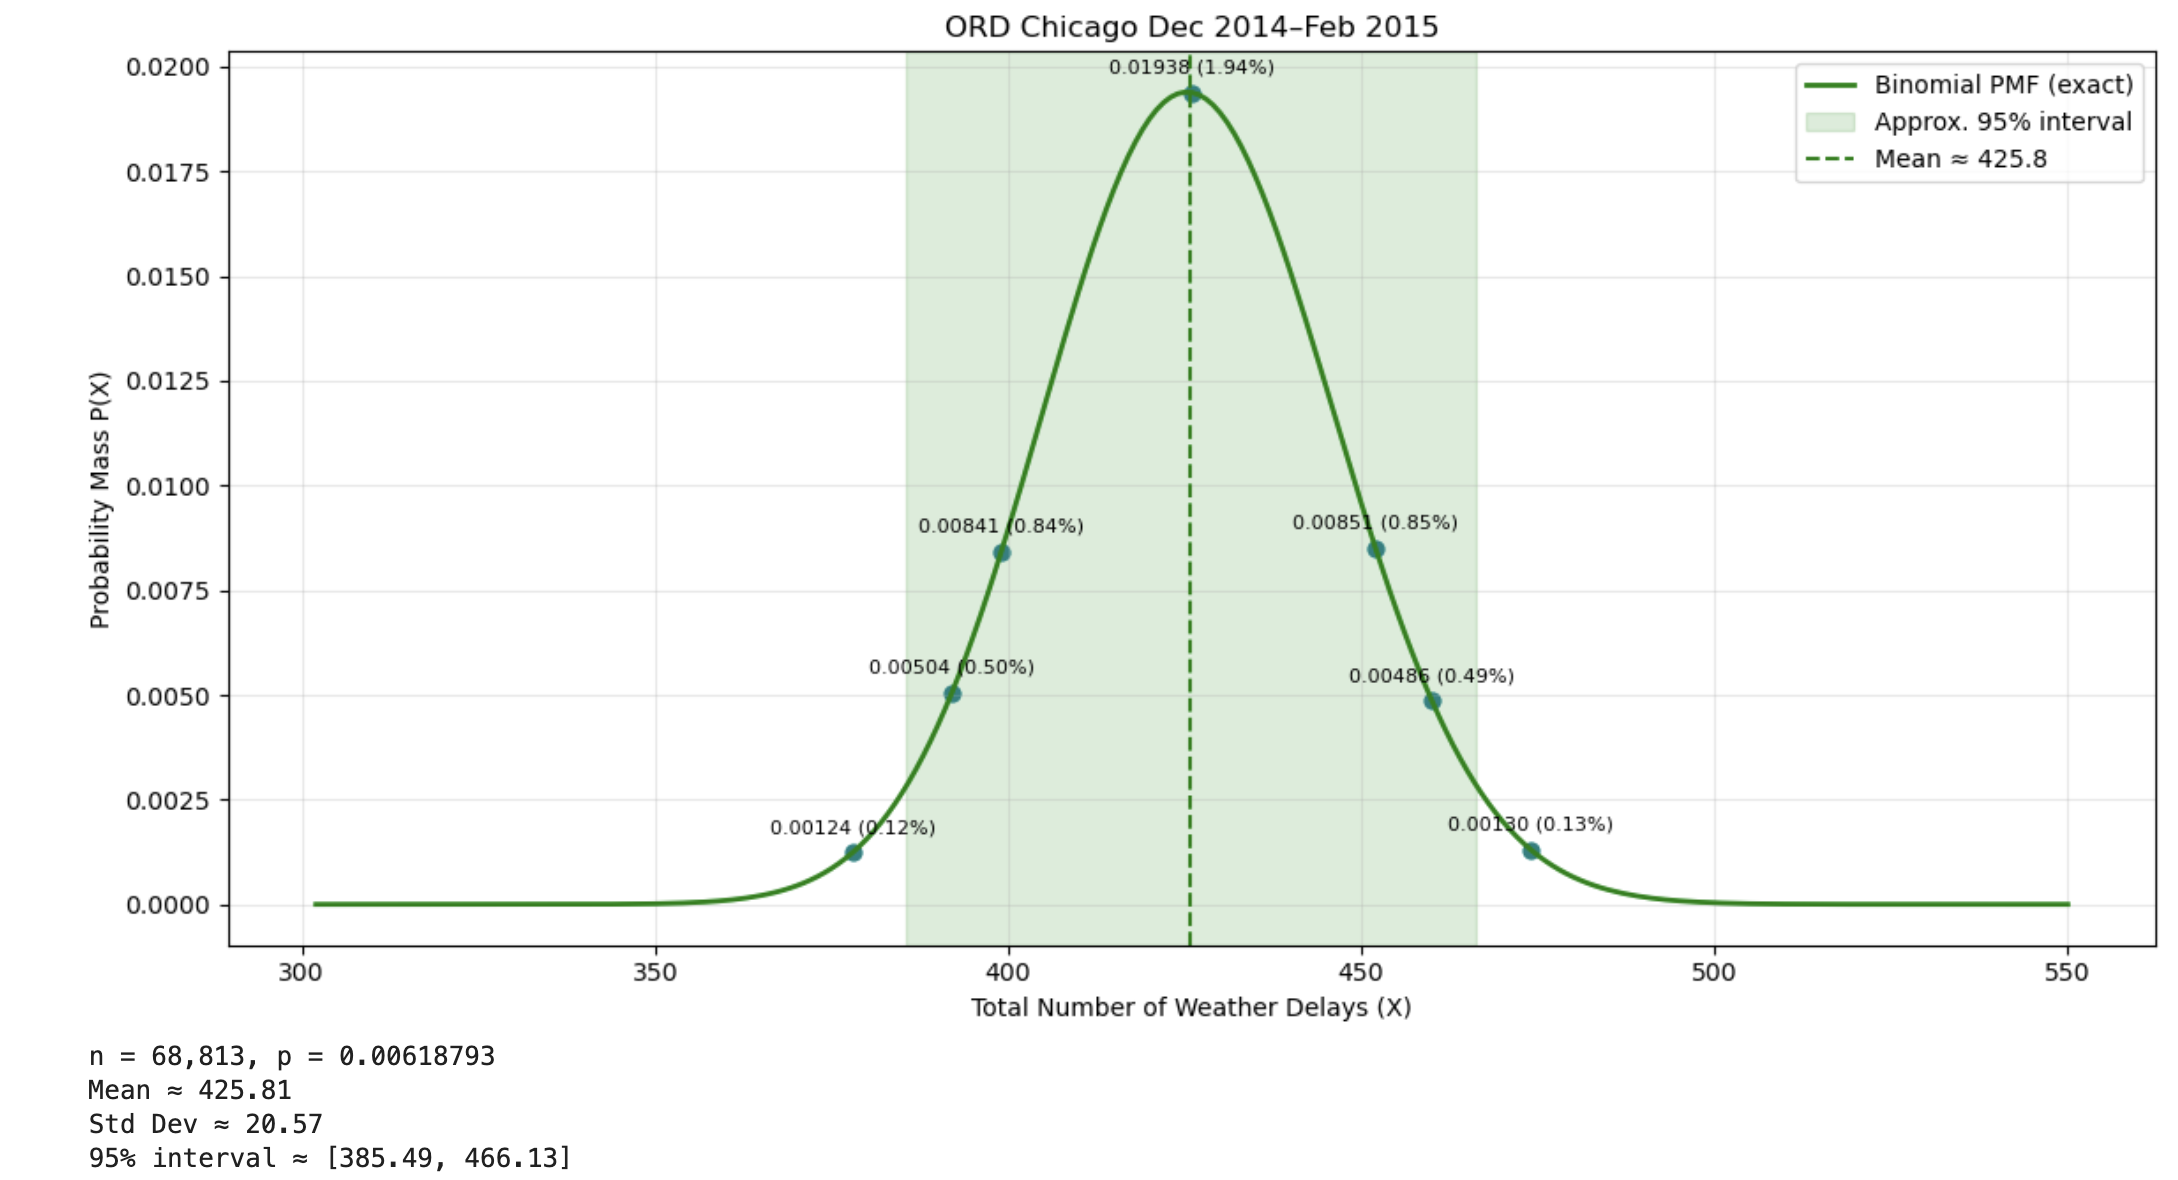 ORD Chicago Dec 2014–Feb 2015
0.0200
0.0175
0.0150
0.0125
0.0100
0.0075
0.0050
0.0025
0.0000
Probability Mass P(X)
0.01938 (1.94%)
0.00841 (0.84%)
0.00851 (0.85%)
0.00504 (0.50%)
0.00486 (0.49%)
0.00124 (0.12%)
0.00130 (0.13%)
Binomial PMF (exact)
Approx. 95% interval
Mean ≈ 425.8
300 350 400 450 500 550
Total Number of Weather Delays (X)
n = 68,813, p = 0.00618793
Mean ≈ 425.81
Std Dev ≈ 20.57
95% interval ≈ [385.49, 466.13]